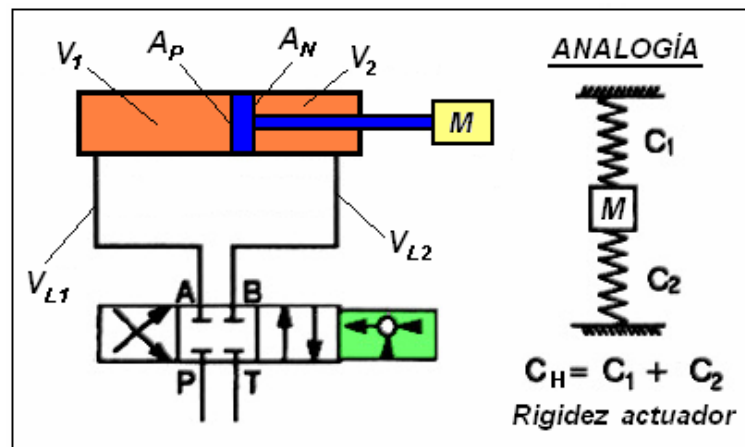 V1
AP
AN
V2
M
VL1
VL2
A
B
P
T
ANALOGÍA
C1
M
C2
CH = C1 + C2
Rigidez actuador